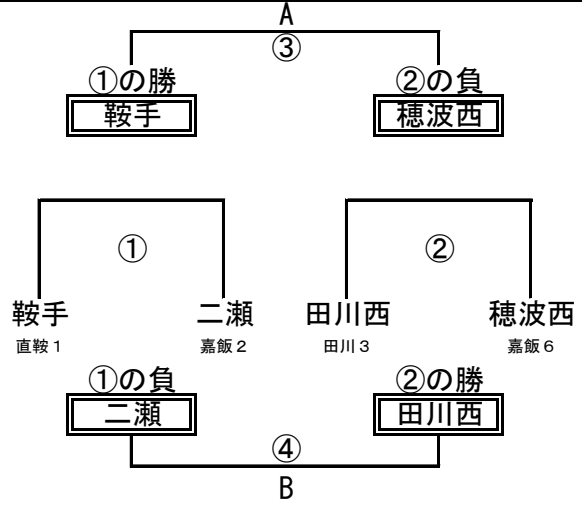 A
③
①の勝 ②の負
鞍手 穂波西
① ②
鞍手 二瀬 田川西 穂波西
直鞍１ 嘉飯２ 田川３ 嘉飯６
①の負 ②の勝
二瀬 田川西
④
B